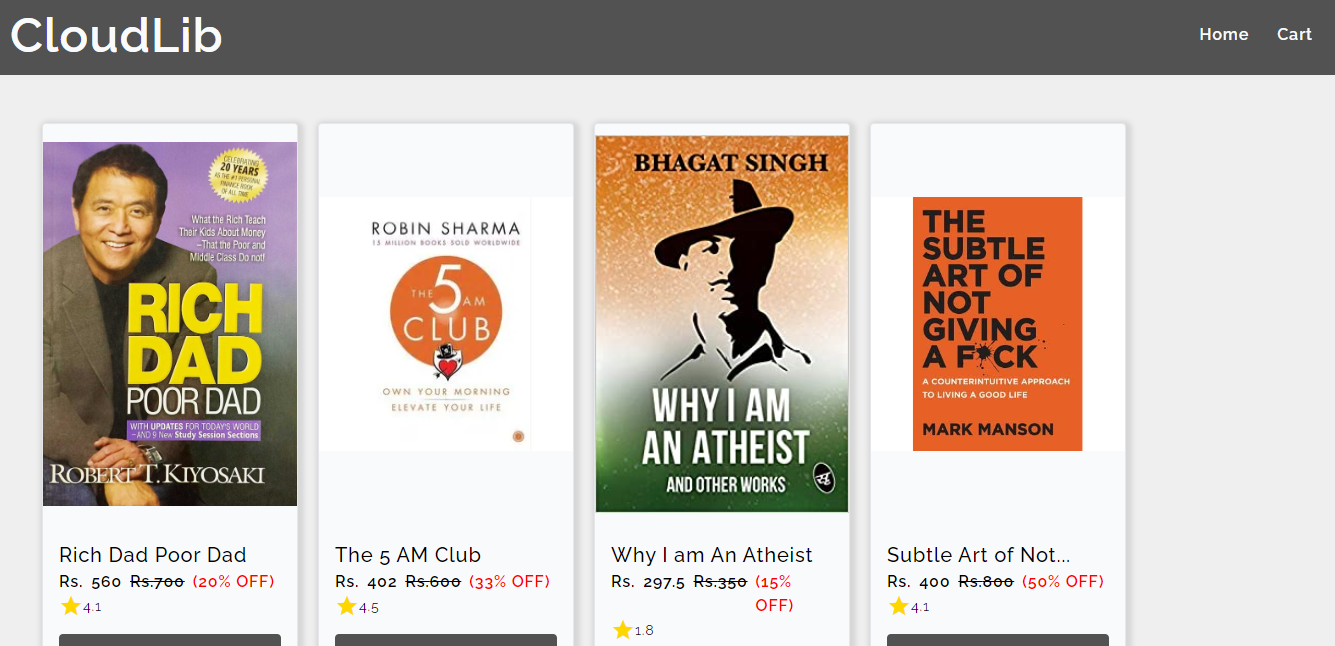 CloudLib
Home Cart
CELEBRATING
20 YEARS
AS THE #1 PERSONAL
FINANCE BOOK
OF ALL TIME
What the Rich Teach
Their Kids About Money
–That the Poor and
Middle Class Do not!
RICH
DAD
POOR DAD
WITH UPDATES FOR TODAY'S WORLD
–AND 9 New Study Session Sections
ROBERT T. KIYOSAKI
Rich Dad Poor Dad
Rs. 560 Rs.700 (20% OFF)
4.1
ROBIN SHARMA
15 MILLION BOOKS SOLD WORLDWIDE
THE 5 AM
CLUB
OWN YOUR MORNING
ELEVATE YOUR LIFE
The 5 AM Club
Rs. 402 Rs.600 (33% OFF)
4.5
BHAGAT SINGH
WHY I AM
AN ATHEIST
AND OTHER WORKS
Why I am An Atheist
Rs. 297.5 Rs.350 (15%
OFF)
1.8
THE
SUBTLE
ART OF
NOT
GIVING
A F*CK
A COUNTERINTUITIVE APPROACH
TO LIVING A GOOD LIFE
MARK MANSON
Subtle Art of Not...
Rs. 400 Rs.800 (50% OFF)
4.1